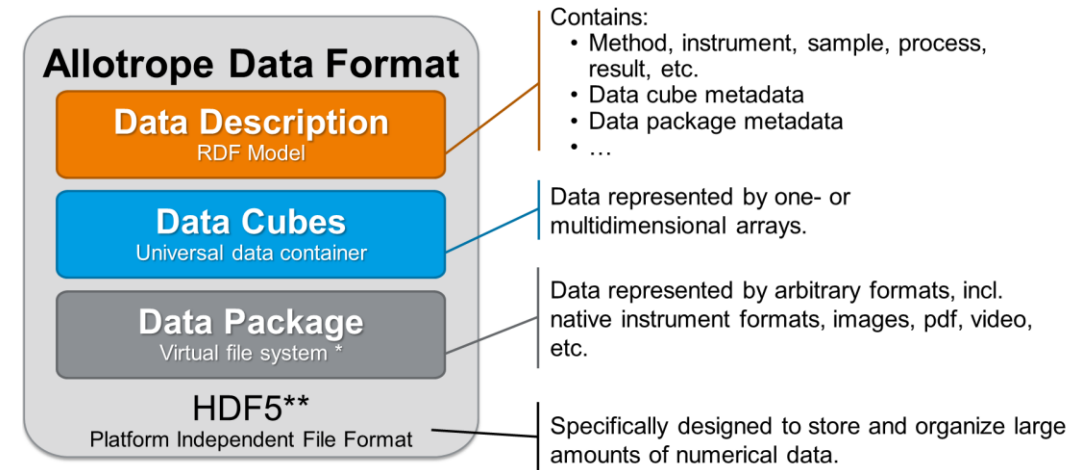 Allotrope Data Format
Data Description
RDF Model
Data Cubes
Universal data container
Data Package
Virtual file system *
HDF5**
Platform Independent File Format
Contains:
• Method, instrument, sample, process,
result, etc.
• Data cube metadata
• Data package metadata
• …
Data represented by one- or
multidimensional arrays.
Data represented by arbitrary formats, incl.
native instrument formats, images, pdf, video,
etc.
Specifically designed to store and organize large
amounts of numerical data.